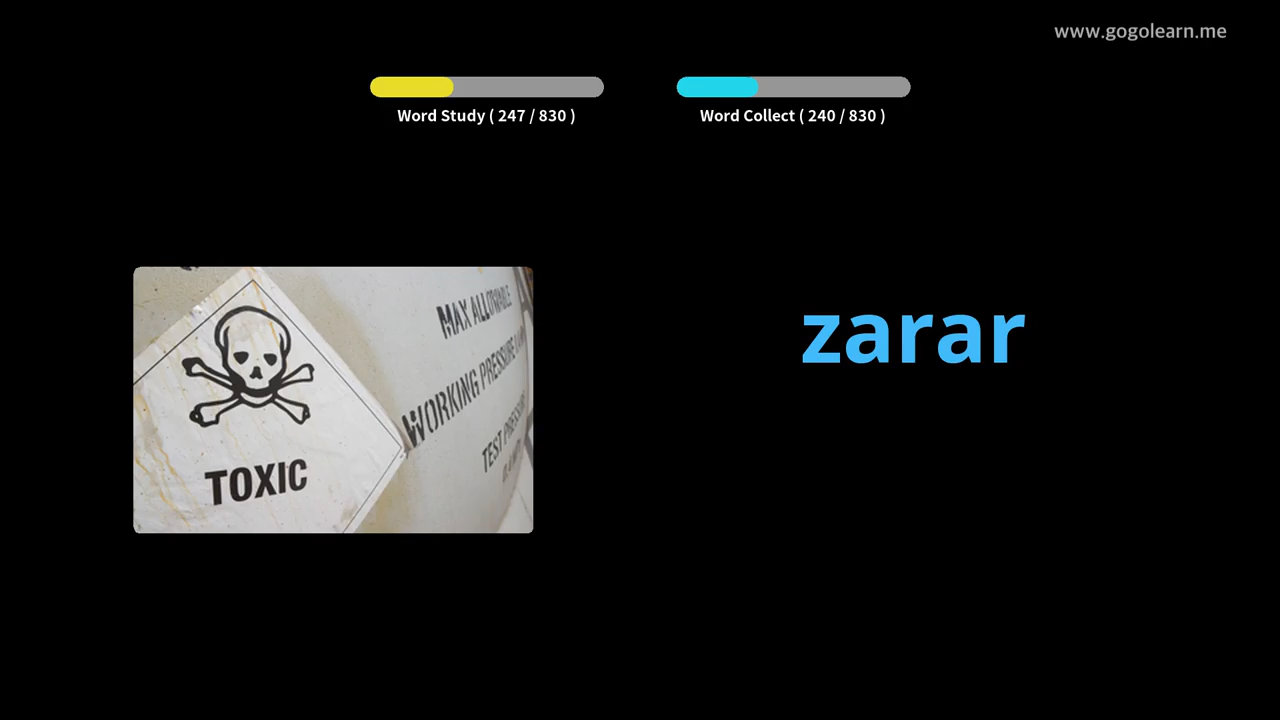 www.gogolearn.me
Word Study ( 247 / 830 )
Word Collect ( 240 / 830 )
zarar
MAX ALLOWABLE
WORKING PRESSURE
TEST PRESSURE
TOXIC